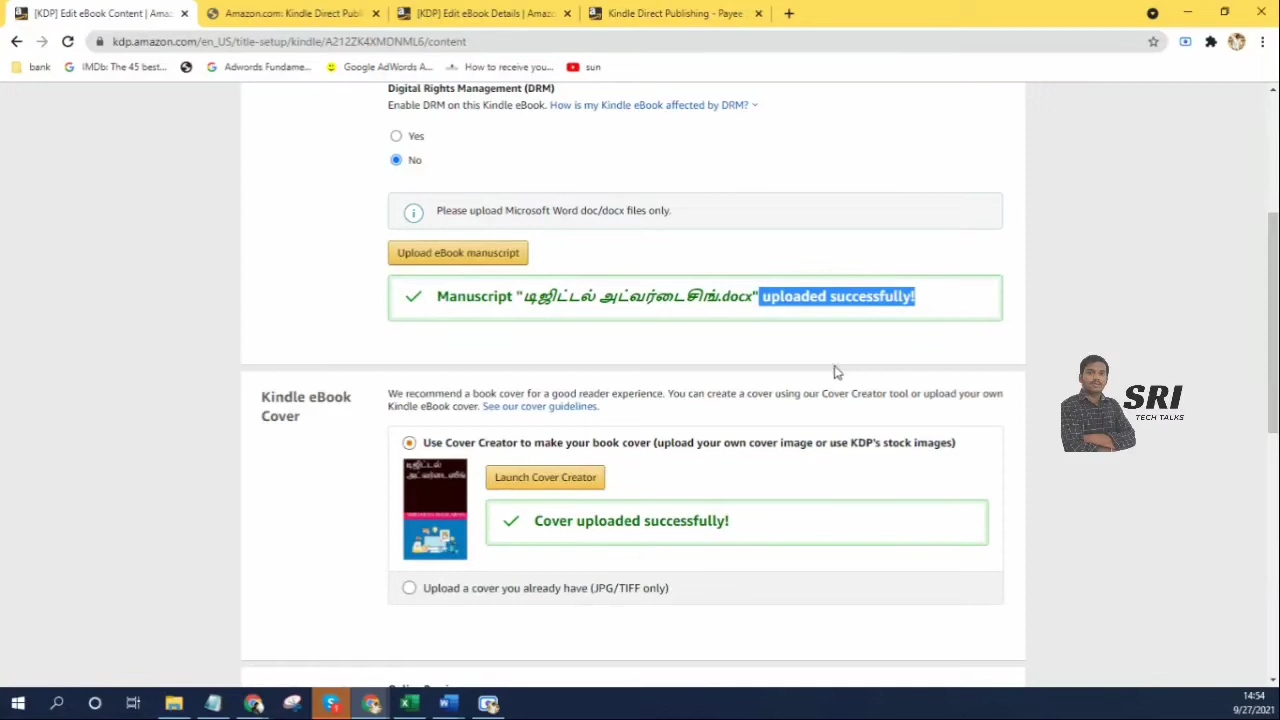 [KDP] Edit eBook Content | Amaz
Amazon.com: Kindle Direct Publi
[KDP] Edit eBook Details | Amazo
Kindle Direct Publishing - Payee
kdp.amazon.com/en_US/title-setup/kindle/A212ZK4XMDNML6/content
bank
IMDb: The 45 best...
Adwords Fundame...
Google AdWords A...
How to receive you...
sun
Digital Rights Management (DRM)
Enable DRM on this Kindle eBook. How is my Kindle eBook affected by DRM?
Yes
No
Please upload Microsoft Word doc/docx files only.
Upload eBook manuscript
Manuscript "டிஜிட்டல் அட்வர்டைசிங்.docx" uploaded successfully!
Kindle eBook
Cover
We recommend a book cover for a good reader experience. You can create a cover using our Cover Creator tool or upload your own
Kindle eBook cover. See our cover guidelines.
Use Cover Creator to make your book cover (upload your own cover image or use KDP's stock images)
டிஜிட்டல்
அட்வர்டைஸிங்
Launch Cover Creator
Cover uploaded successfully!
Upload a cover you already have (JPG/TIFF only)
SRI
TECH TALKS
14:54
9/27/2021